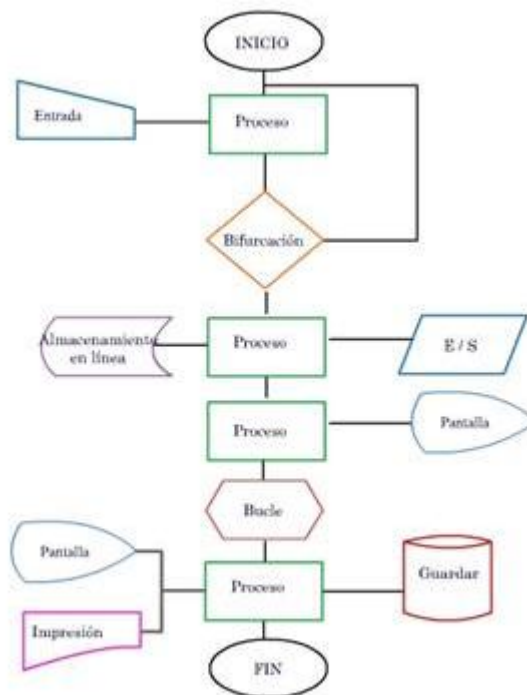 INICIO
Entrada
Proceso
Bifurcación
Almacenamiento
en línea
Proceso
E / S
Proceso
Pantalla
Bucle
Pantalla
Proceso
Guardar
Impresión
FIN